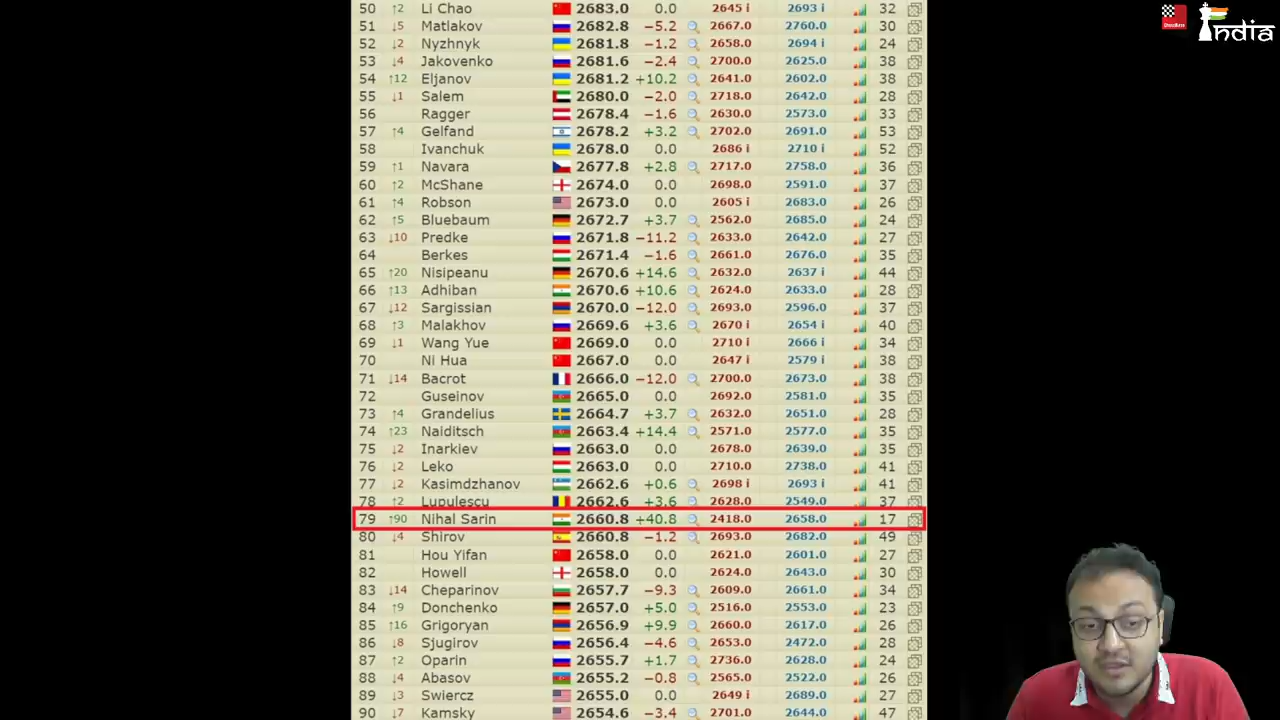 50 ↑2 Li Chao 2683.0 0.0 2645 i 2693 i 32
51 ↓5 Matlakov 2682.8 −5.2 2667.0 2760.0 30
52 ↓2 Nyzhnyk 2681.8 −1.2 2658.0 2694 i 24
53 ↓4 Jakovenko 2681.6 −2.4 2700.0 2625.0 38
54 ↑12 Eljanov 2681.2 +10.2 2641.0 2602.0 38
55 ↓1 Salem 2680.0 −2.0 2718.0 2642.0 28
56 Ragger 2678.4 −1.6 2630.0 2573.0 33
57 ↑4 Gelfand 2678.2 +3.2 2702.0 2691.0 53
58 Ivanchuk 2678.0 0.0 2686 i 2710 i 52
59 ↑1 Navara 2677.8 +2.8 2717.0 2758.0 36
60 ↑2 McShane 2674.0 0.0 2698.0 2591.0 37
61 ↑4 Robson 2673.0 0.0 2605 i 2683.0 26
62 ↑5 Bluebaum 2672.7 +3.7 2562.0 2685.0 24
63 ↓10 Predke 2671.8 −11.2 2633.0 2642.0 27
64 Berkes 2671.4 −1.6 2661.0 2676.0 35
65 ↑20 Nisipeanu 2670.6 +14.6 2632.0 2637 i 44
66 ↑13 Adhiban 2670.6 +10.6 2624.0 2633.0 28
67 ↓12 Sargissian 2670.0 −12.0 2693.0 2596.0 37
68 ↑3 Malakhov 2669.6 +3.6 2670 i 2654 i 40
69 ↓1 Wang Yue 2669.0 0.0 2710 i 2666 i 34
70 Ni Hua 2667.0 0.0 2647 i 2579 i 38
71 ↓14 Bacrot 2666.0 −12.0 2700.0 2673.0 38
72 Guseinov 2665.0 0.0 2692.0 2581.0 35
73 ↑4 Grandelius 2664.7 +3.7 2632.0 2651.0 28
74 ↑23 Naiditsch 2663.4 +14.4 2571.0 2577.0 35
75 ↓2 Inarkiev 2663.0 0.0 2678.0 2639.0 35
76 ↓2 Leko 2663.0 0.0 2710.0 2738.0 41
77 ↓2 Kasimdzhanov 2662.6 +0.6 2698 i 2693 i 41
78 ↑2 Lupulescu 2662.6 +3.6 2628.0 2549.0 37
79 ↑90 Nihal Sarin 2660.8 +40.8 2418.0 2658.0 17
80 ↓4 Shirov 2660.8 −1.2 2693.0 2682.0 49
81 Hou Yifan 2658.0 0.0 2621.0 2601.0 27
82 Howell 2658.0 0.0 2624.0 2643.0 30
83 ↓14 Cheparinov 2657.7 −9.3 2609.0 2661.0 34
84 ↑9 Donchenko 2657.0 +5.0 2516.0 2553.0 23
85 ↑16 Grigoryan 2656.9 +9.9 2660.0 2617.0 26
86 ↓8 Sjugirov 2656.4 −4.6 2653.0 2472.0 28
87 ↑2 Oparin 2655.7 +1.7 2736.0 2628.0 24
88 ↓4 Abasov 2655.2 −0.8 2565.0 2522.0 26
89 ↓3 Swiercz 2655.0 0.0 2649 i 2689.0 27
90 ↓7 Kamsky 2654.6 −3.4 2701.0 2644.0 47
ChessBase
India